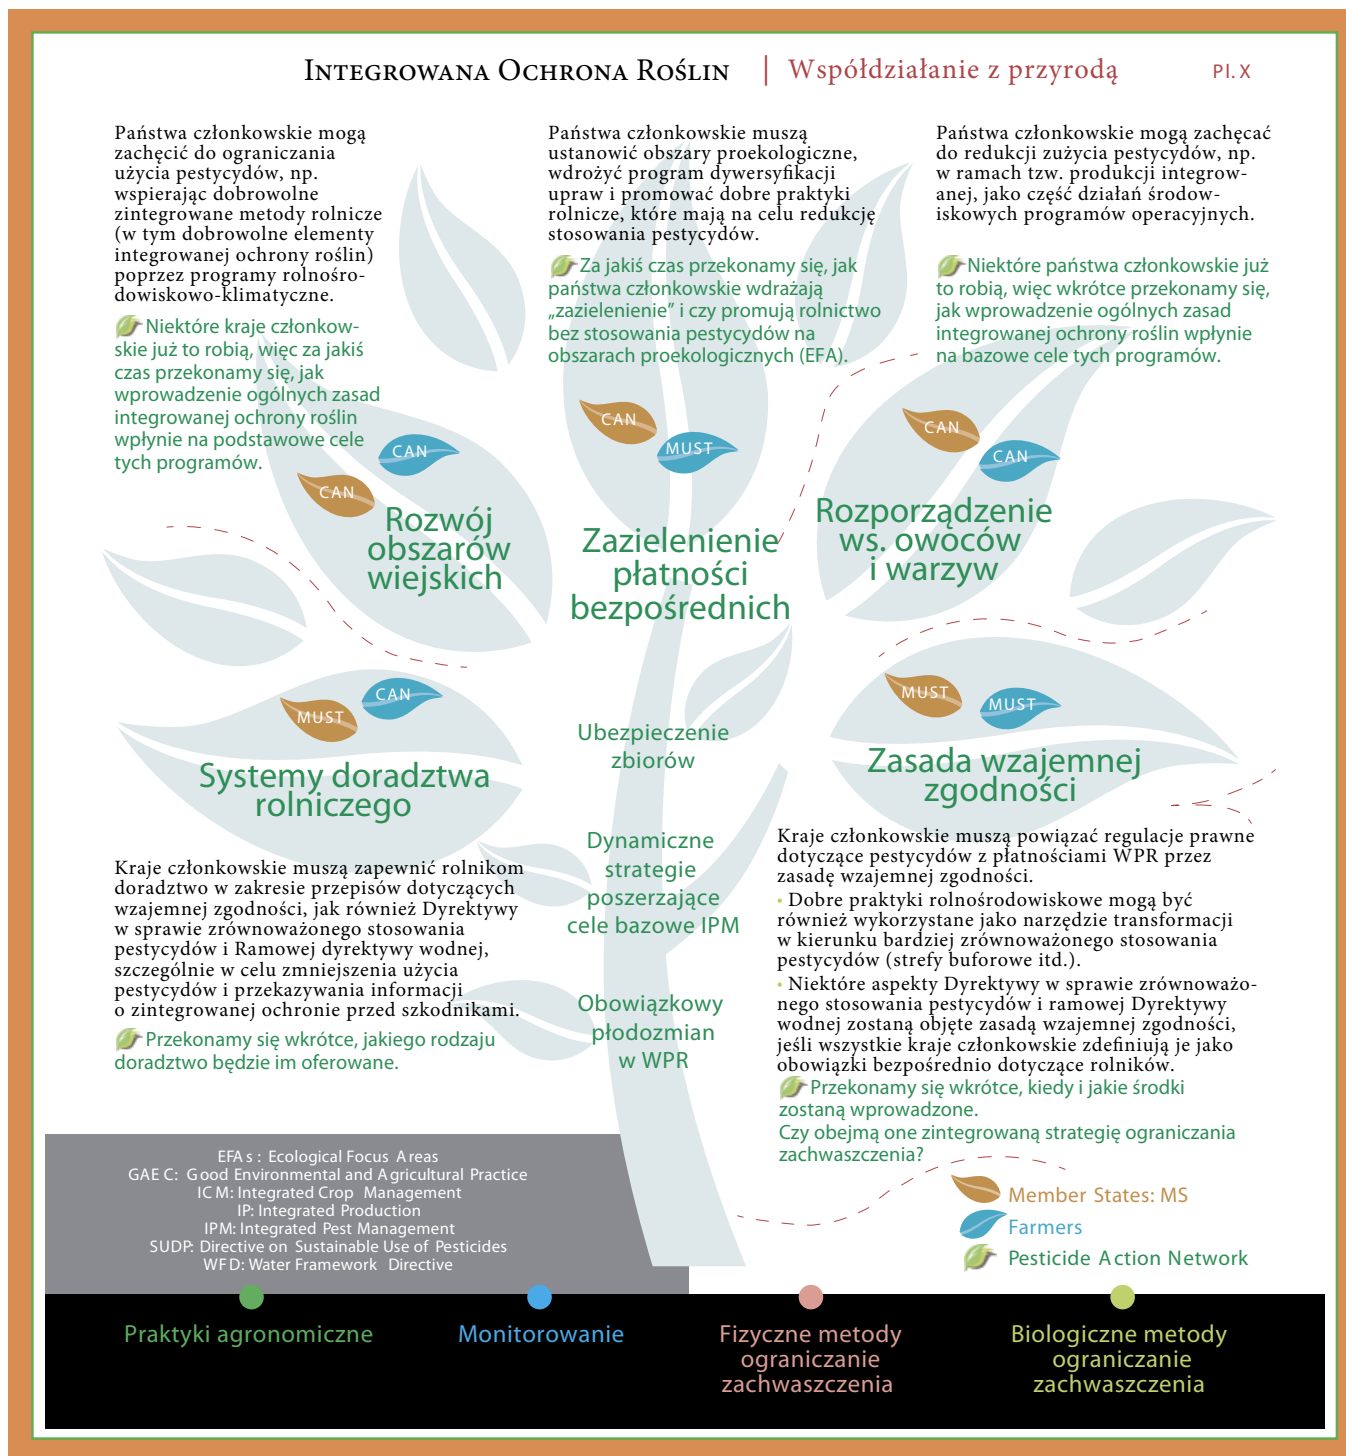 Integrowana Ochrona Roślin | Współdziałanie z przyrodą
Pl. X
Państwa członkowskie mogą
zachęcić do ograniczania
użycia pestycydów, np.
wspierając dobrowolne
zintegrowane metody rolnicze
(w tym dobrowolne elementy
integrowanej ochrony roślin)
poprzez programy rolnośro-
dowiskowo-klimatyczne.
Niektóre kraje członkow-
skie już to robią, więc za jakiś
czas przekonamy się, jak
wprowadzenie ogólnych zasad
integrowanej ochrony roślin
wpłynie na podstawowe cele
tych programów.
CAN
CAN
Rozwój
obszarów
wiejskich
Państwa członkowskie muszą
ustanowić obszary proekologiczne,
wdrożyć program dywersyfikacji
upraw i promować dobre praktyki
rolnicze, które mają na celu redukcję
stosowania pestycydów.
Za jakiś czas przekonamy się, jak
państwa członkowskie wdrażają
„zazielenienie” i czy promują rolnictwo
bez stosowania pestycydów na
obszarach proekologicznych (EFA).
CAN
MUST
Zazielenienie
płatności
bezpośrednich
Państwa członkowskie mogą zachęcać
do redukcji zużycia pestycydów, np.
w ramach tzw. produkcji integrow-
anej, jako część działań środow-
iskowych programów operacyjnych.
Niektóre państwa członkowskie już
to robią, więc wkrótce przekonamy się,
jak wprowadzenie ogólnych zasad
integrowanej ochrony roślin wpłynie
na bazowe cele tych programów.
CAN
CAN
Rozporządzenie
ws. owoców
i warzyw
MUST
CAN
Systemy doradztwa
rolniczego
Kraje członkowskie muszą zapewnić rolnikom
doradztwo w zakresie przepisów dotyczących
wzajemnej zgodności, jak również Dyrektywy
w sprawie zrównoważonego stosowania
pestycydów i Ramowej dyrektywy wodnej,
szczególnie w celu zmniejszenia użycia
pestycydów i przekazywania informacji
o zintegrowanej ochronie przed szkodnikami.
Przekonamy się wkrótce, jakiego rodzaju
doradztwo będzie im oferowane.
Ubezpieczenie
zbiorów
Dynamiczne
strategie
poszerzające
cele bazowe IPM
Obowiązkowy
płodozmian
w WPR
MUST
MUST
Zasada wzajemnej
zgodności
Kraje członkowskie muszą powiązać regulacje prawne
dotyczące pestycydów z płatnościami WPR przez
zasadę wzajemnej zgodności.
• Dobre praktyki rolnośrodowiskowe mogą być
również wykorzystane jako narzędzie transformacji
w kierunku bardziej zrównoważonego stosowania
pestycydów (strefy buforowe itd.).
• Niektóre aspekty Dyrektywy w sprawie zrównoważo-
nego stosowania pestycydów i ramowej Dyrektywy
wodnej zostaną objęte zasadą wzajemnej zgodności,
jeśli wszystkie kraje członkowskie zdefiniują je jako
obowiązki bezpośrednio dotyczące rolników.
Przekonamy się wkrótce, kiedy i jakie środki
zostaną wprowadzone.
Czy obejmą one zintegrowaną strategię ograniczania
zachwaszczenia?
Member States: MS
Farmers
Pesticide Action Network
EFA s : Ecological Focus Areas
GAE C: Good Environmental and Agricultural Practice
IC M: Integrated Crop Management
IP: Integrated Production
IPM: Integrated Pest Management
SUDP: Directive on Sustainable Use of Pesticides
WF D: Water Framework Directive
Praktyki agronomiczne
Monitorowanie
Fizyczne metody
ograniczanie
zachwaszczenia
Biologiczne metody
ograniczanie
zachwaszczenia